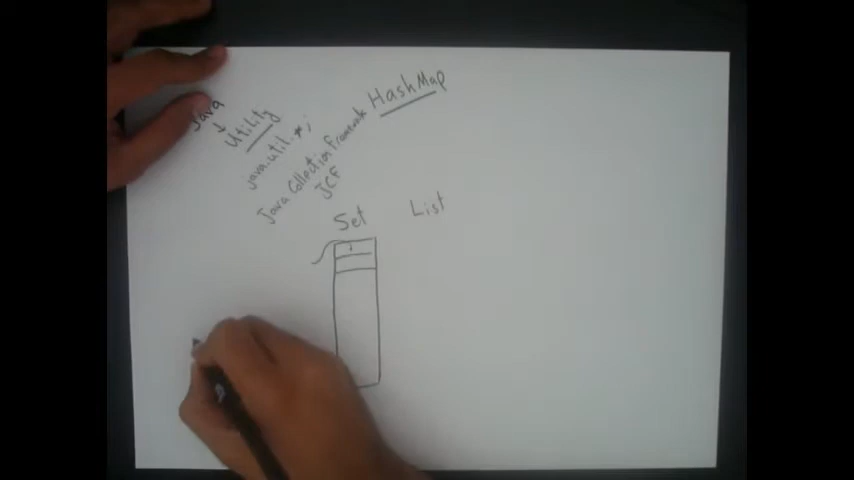 Java
↓
Utility
java.util.*;
Java Collection Framework
JCF
HashMap
Set
List